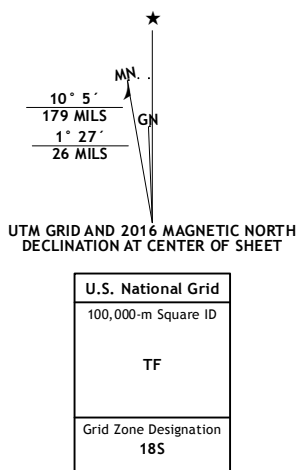 ★
MN
10° 5´
179 MILS
GN
1° 27´
26 MILS
UTM GRID AND 2016 MAGNETIC NORTH
DECLINATION AT CENTER OF SHEET
U.S. National Grid
100,000-m Square ID
TF
Grid Zone Designation
18S